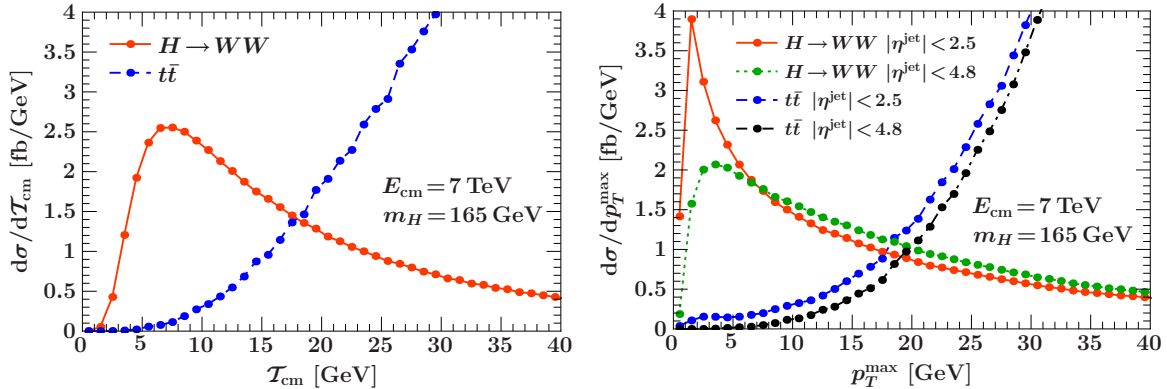 dσ/d𝒯cm [fb/GeV]
4
3.5
3
2.5
2
1.5
1
0.5
0
H→WW
tt̄
Ecm=7 TeV
mH=165 GeV
0 5 10 15 20 25 30 35 40
𝒯cm [GeV]
dσ/dpTmax [fb/GeV]
4
3.5
3
2.5
2
1.5
1
0.5
0
H→WW |ηjet|<2.5
H→WW |ηjet|<4.8
tt̄ |ηjet|<2.5
tt̄ |ηjet|<4.8
Ecm=7 TeV
mH=165 GeV
0 5 10 15 20 25 30 35 40
pTmax [GeV]